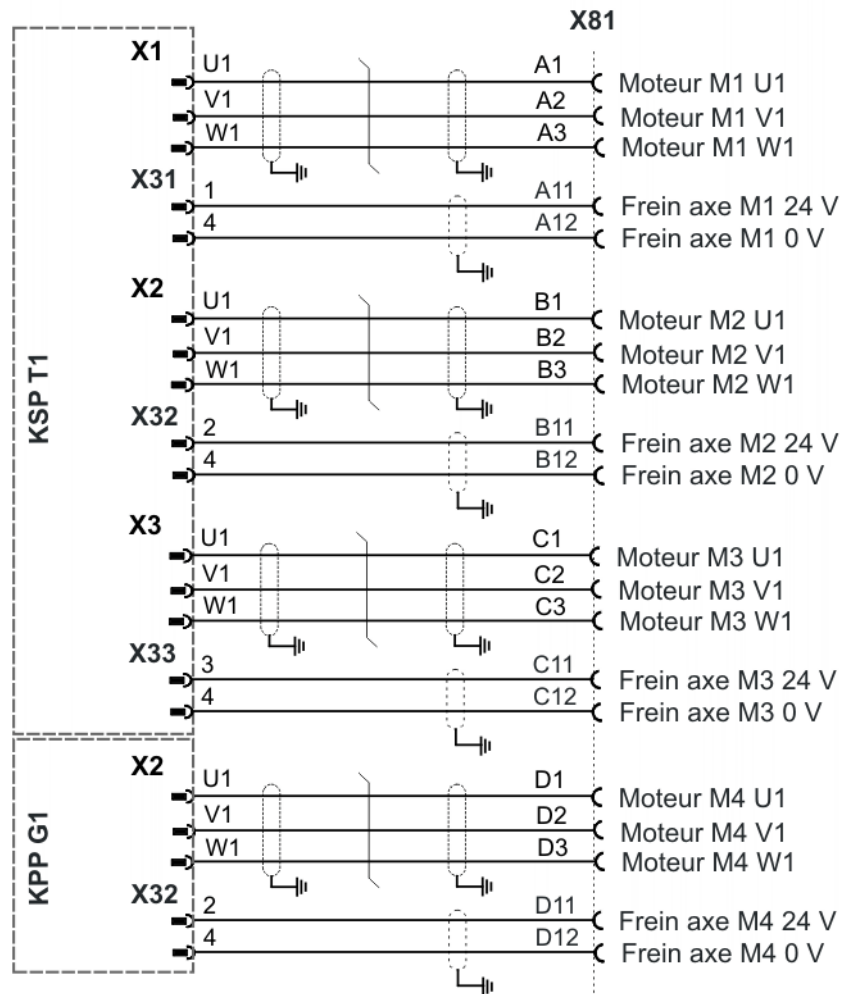 X81
X1
U1 A1 Moteur M1 U1
V1 A2 Moteur M1 V1
W1 A3 Moteur M1 W1
X31
1 A11 Frein axe M1 24 V
4 A12 Frein axe M1 0 V
X2
U1 B1 Moteur M2 U1
V1 B2 Moteur M2 V1
W1 B3 Moteur M2 W1
X32
2 B11 Frein axe M2 24 V
4 B12 Frein axe M2 0 V
KSP T1
X3
U1 C1 Moteur M3 U1
V1 C2 Moteur M3 V1
W1 C3 Moteur M3 W1
X33
3 C11 Frein axe M3 24 V
4 C12 Frein axe M3 0 V
X2
U1 D1 Moteur M4 U1
V1 D2 Moteur M4 V1
W1 D3 Moteur M4 W1
KPP G1
X32
2 D11 Frein axe M4 24 V
4 D12 Frein axe M4 0 V